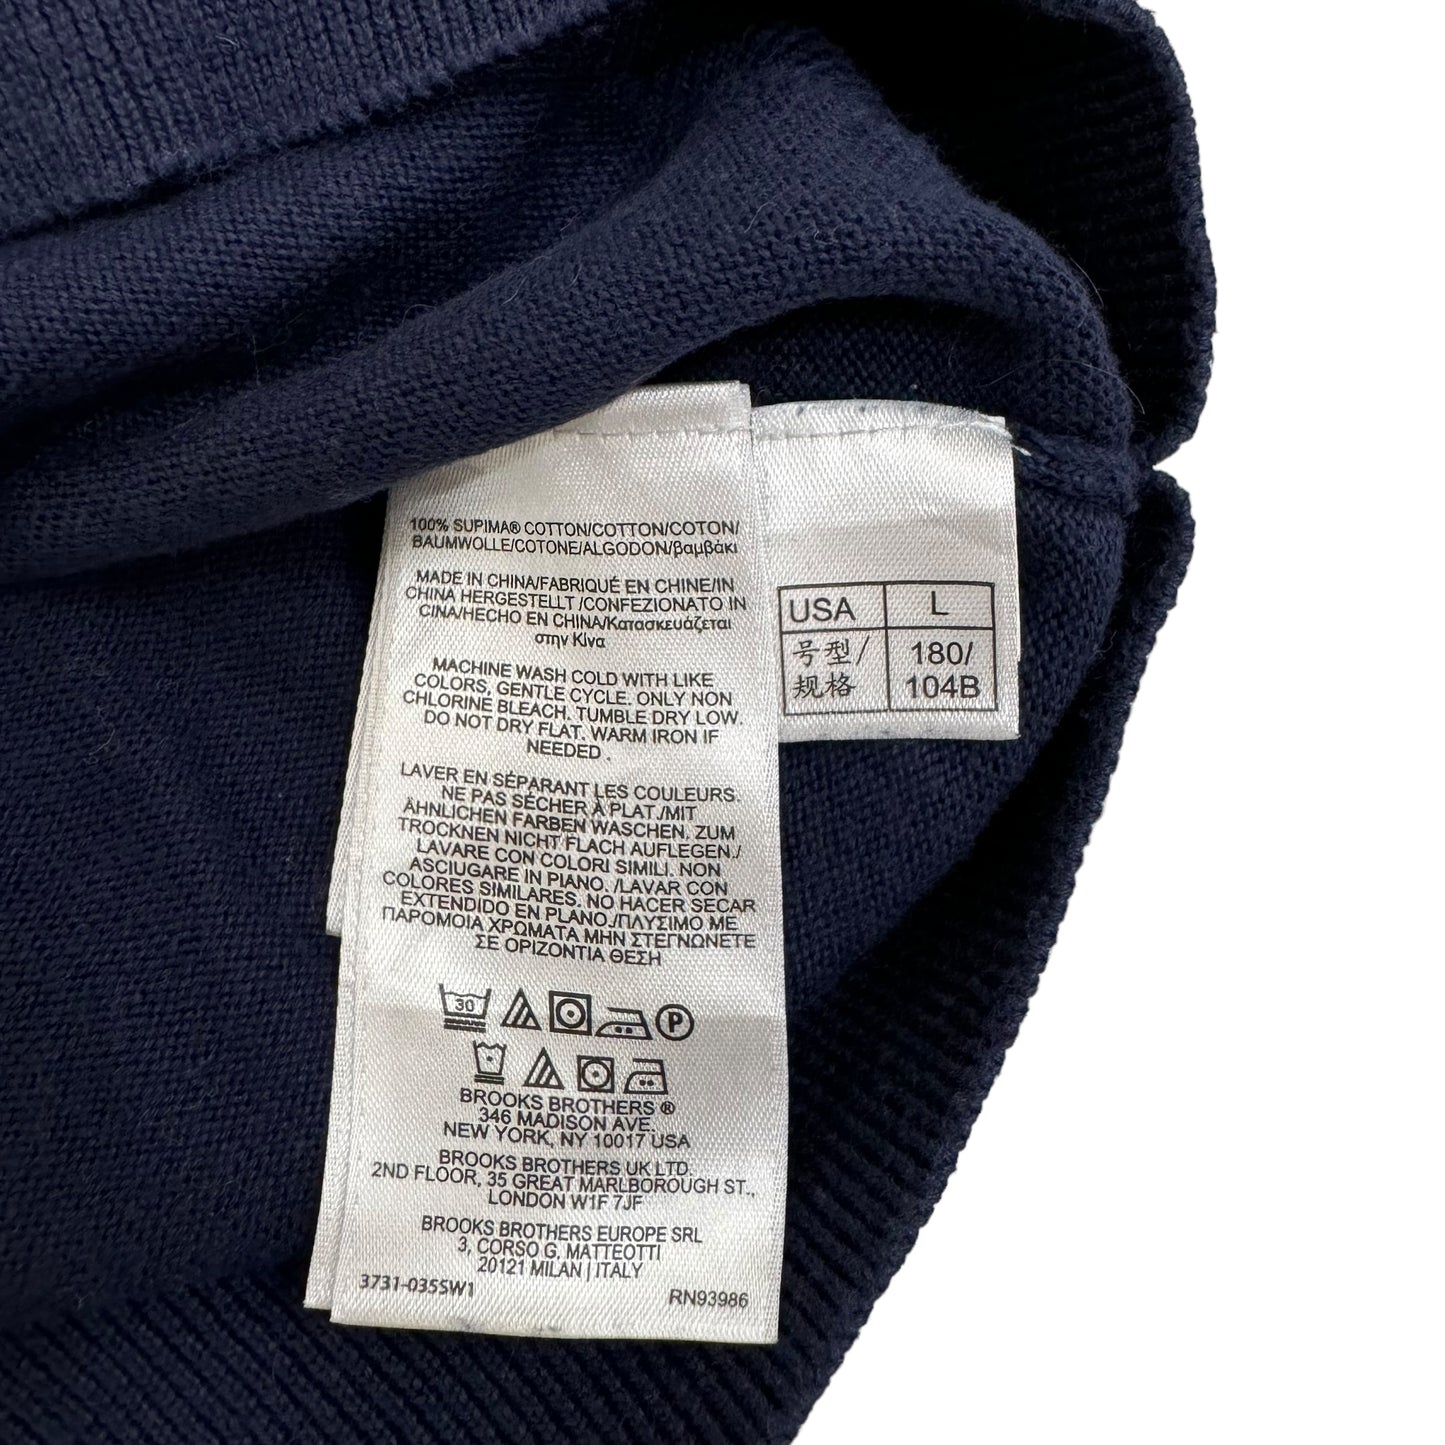 100% SUPIMA® COTTON/COTTON/COTON/
BAUMWOLLE/COTONE/ALGODON/βαμβάκι
MADE IN CHINA/FABRIQUÉ EN CHINE/IN
CHINA HERGESTELLT /CONFEZIONATO IN
CINA/HECHO EN CHINA/Κατασκευάζεται
στην Κίνα
MACHINE WASH COLD WITH LIKE
COLORS, GENTLE CYCLE. ONLY NON
CHLORINE BLEACH. TUMBLE DRY LOW.
DO NOT DRY FLAT. WARM IRON IF
NEEDED .
LAVER EN SÉPARANT LES COULEURS.
NE PAS SÉCHER À PLAT./MIT
ÄHNLICHEN FARBEN WASCHEN. ZUM
TROCKNEN NICHT FLACH AUFLEGEN./
LAVARE CON COLORI SIMILI. NON
ASCIUGARE IN PIANO. /LAVAR CON
COLORES SIMILARES. NO HACER SECAR
EXTENDIDO EN PLANO./ΠΛΥΣΙΜΟ ΜΕ
ΠΑΡΟΜΟΙΑ ΧΡΩΜΑΤΑ ΜΗΝ ΣΤΕΓΝΩΝΕΤΕ
ΣΕ ΟΡΙΖΟΝΤΙΑ ΘΕΣΗ
30 P
BROOKS BROTHERS ®
346 MADISON AVE.
NEW YORK, NY 10017 USA
BROOKS BROTHERS UK LTD.
2ND FLOOR, 35 GREAT MARLBOROUGH ST.,
LONDON W1F 7JF
BROOKS BROTHERS EUROPE SRL
3, CORSO G. MATTEOTTI
20121 MILAN | ITALY
3731-035SW1 RN93986
USA L
号型/ 180/
规格 104B